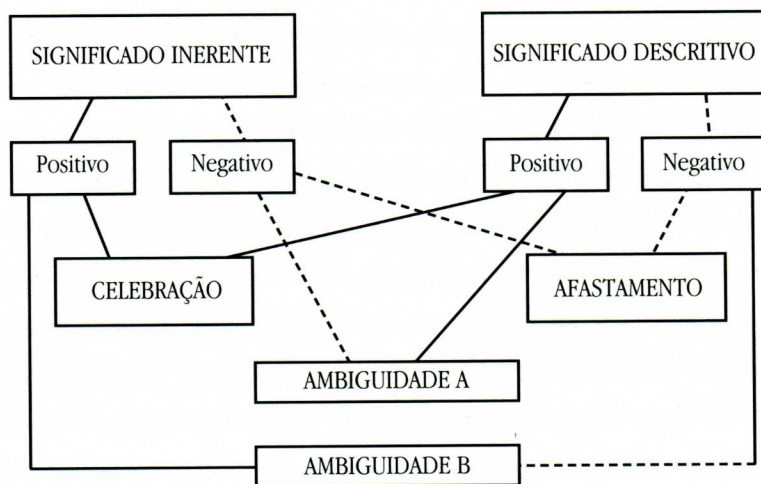 SIGNIFICADO INERENTE
SIGNIFICADO DESCRITIVO
Positivo
Negativo
Positivo
Negativo
CELEBRAÇÃO
AFASTAMENTO
AMBIGUIDADE A
AMBIGUIDADE B